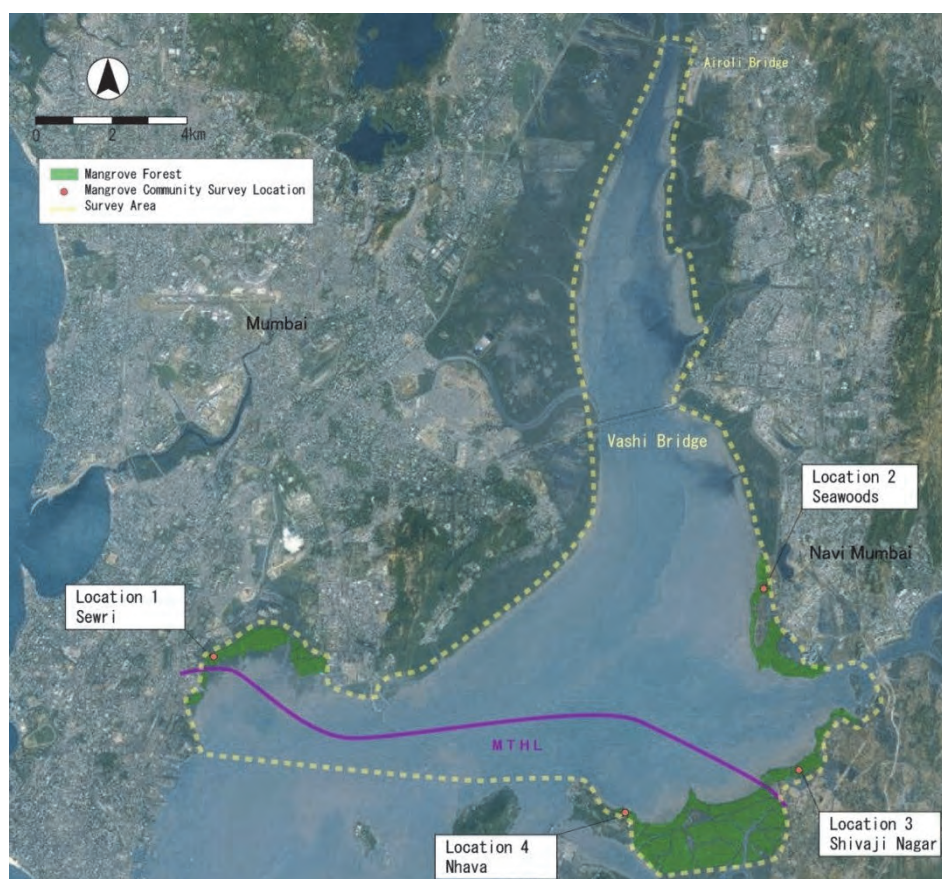 Airoli Bridge
0 2 4km
Mangrove Forest
Mangrove Community Survey Location
Survey Area
Mumbai
Vashi Bridge
Location 2
Seawoods
Navi Mumbai
Location 1
Sewri
MTHL
Location 3
Shivaji Nagar
Location 4
Nhava